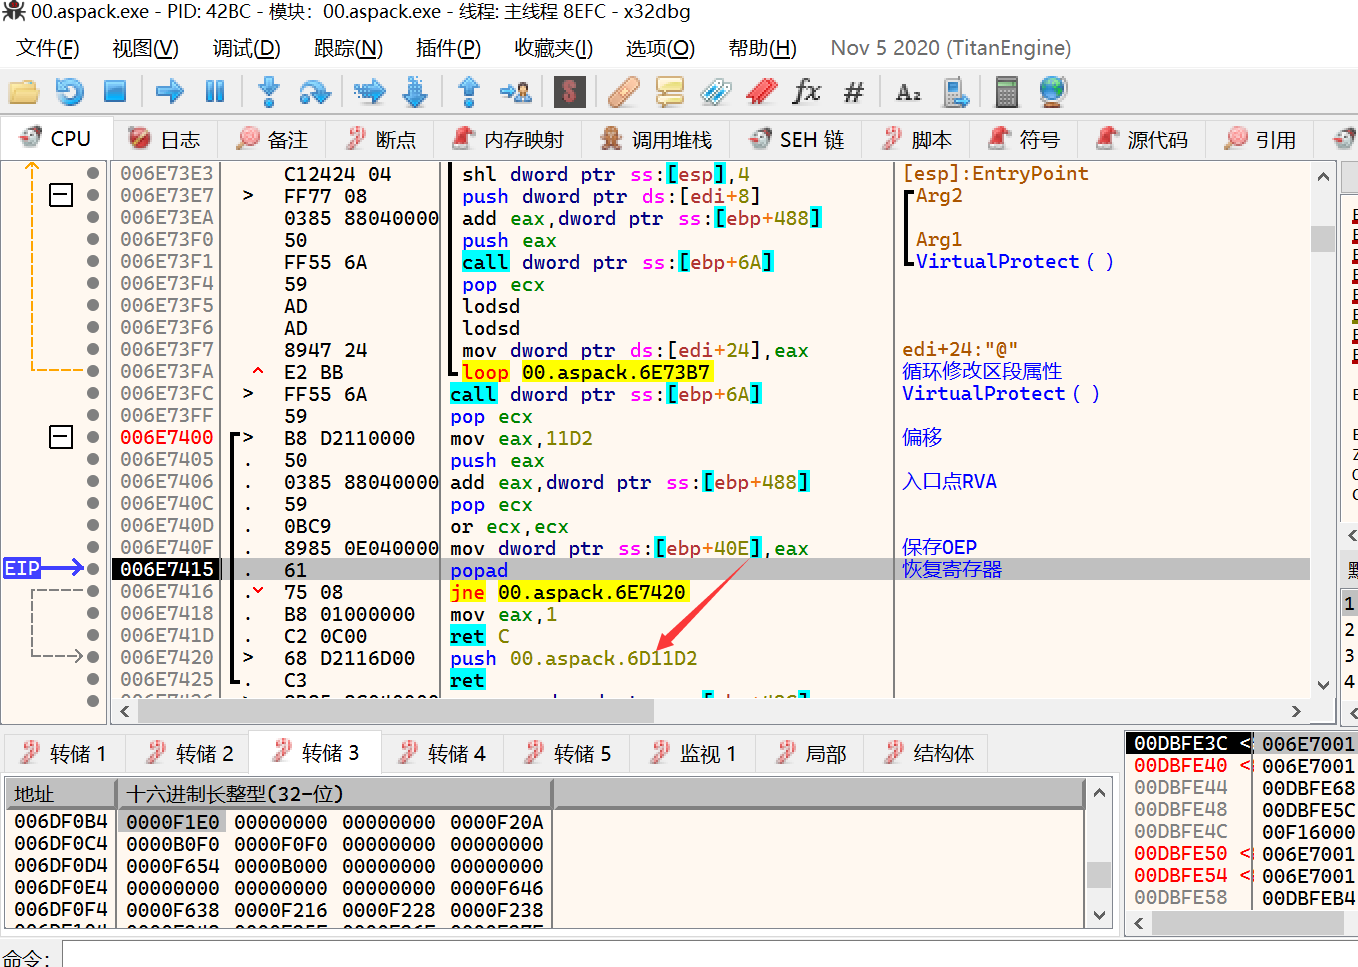 00.aspack.exe - PID: 42BC - 模块: 00.aspack.exe - 线程: 主线程 8EFC - x32dbg
文件(F) 视图(V) 调试(D) 跟踪(N) 插件(P) 收藏夹(I) 选项(O) 帮助(H) Nov 5 2020 (TitanEngine)
CPU 日志 备注 断点 内存映射 调用堆栈 SEH 链 脚本 符号 源代码 引用
006E73E3 C12424 04 shl dword ptr ss:[esp],4 [esp]:EntryPoint
006E73E7 > FF77 08 push dword ptr ds:[edi+8] Arg2
006E73EA 0385 88040000 add eax,dword ptr ss:[ebp+488]
006E73F0 50 push eax Arg1
006E73F1 FF55 6A call dword ptr ss:[ebp+6A] VirtualProtect ( )
006E73F4 59 pop ecx
006E73F5 AD lodsd
006E73F6 AD lodsd
006E73F7 8947 24 mov dword ptr ds:[edi+24],eax edi+24:"@"
006E73FA ^ E2 BB loop 00.aspack.6E73B7 循环修改区段属性
006E73FC > FF55 6A call dword ptr ss:[ebp+6A] VirtualProtect ( )
006E73FF 59 pop ecx
006E7400 > B8 D2110000 mov eax,11D2 偏移
006E7405 . 50 push eax
006E7406 . 0385 88040000 add eax,dword ptr ss:[ebp+488] 入口点RVA
006E740C . 59 pop ecx
006E740D . 0BC9 or ecx,ecx
006E740F . 8985 0E040000 mov dword ptr ss:[ebp+40E],eax 保存OEP
EIP 006E7415 . 61 popad 恢复寄存器
006E7416 . 75 08 jne 00.aspack.6E7420
006E7418 . B8 01000000 mov eax,1
006E741D . C2 0C00 ret C
006E7420 > 68 D2116D00 push 00.aspack.6D11D2
006E7425 . C3 ret
1
2
3
4
转储 1 转储 2 转储 3 转储 4 转储 5 监视 1 局部 结构体
地址 十六进制长整型(32-位)
006DF0B4 0000F1E0 00000000 00000000 0000F20A
006DF0C4 0000B0F0 0000F0F0 00000000 00000000
006DF0D4 0000F654 0000B000 00000000 00000000
006DF0E4 00000000 00000000 00000000 0000F646
006DF0F4 0000F638 0000F216 0000F228 0000F238
00DBFE3C < 006E7001
00DBFE40 < 006E7001
00DBFE44 00DBFE68
00DBFE48 00DBFE5C
00DBFE4C 00F16000
00DBFE50 < 006E7001
00DBFE54 < 006E7001
00DBFE58 00DBFEB4
命令: